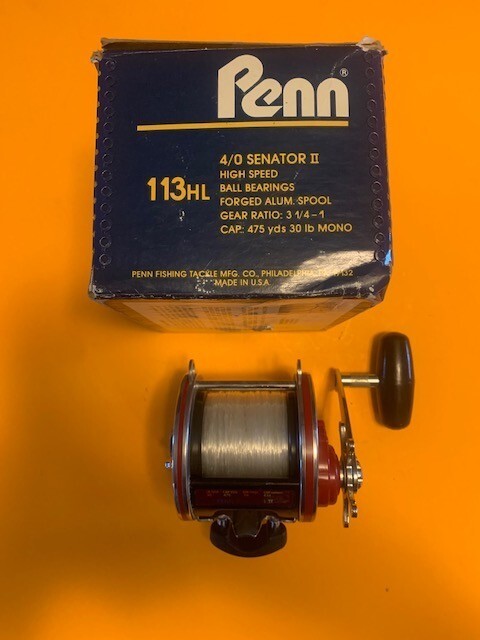 Penn®
4/0 SENATOR II
HIGH SPEED
113HL
BALL BEARINGS
FORGED ALUM. SPOOL
GEAR RATIO: 3 1/4-1
CAP: 475 yds 30 lb MONO
PENN FISHING TACKLE MFG. CO., PHILADELPHIA,
MADE IN U.S.A